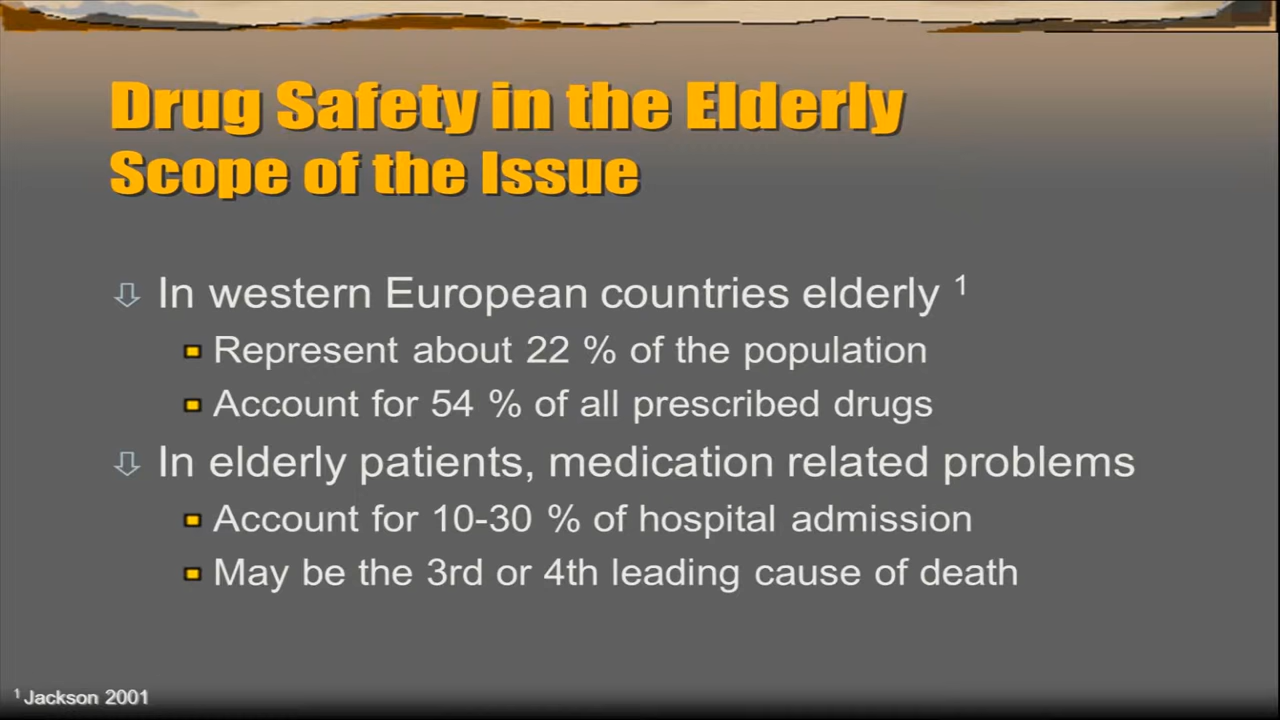 Drug Safety in the Elderly
Scope of the Issue
In western European countries elderly 1
Represent about 22 % of the population
Account for 54 % of all prescribed drugs
In elderly patients, medication related problems
Account for 10-30 % of hospital admission
May be the 3rd or 4th leading cause of death
1 Jackson 2001